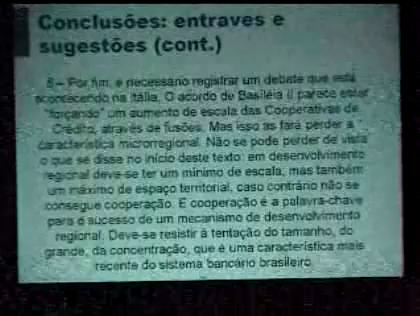 Conclusões: entraves e
sugestões (cont.)
5 – Por fim, é necessário registrar um debate que está
acontecendo na Itália. O acordo de Basiléia II parece estar
"forçando" um aumento de escala das Cooperativas de
Crédito, através de fusões. Mas isso as fará perder a
característica microrregional. Não se pode perder de vista
o que se disse no início deste texto: em desenvolvimento
regional deve-se ter um mínimo de escala, mas também
um máximo de espaço territorial, caso contrário não se
consegue cooperação. E cooperação é a palavra-chave
para o sucesso de um mecanismo de desenvolvimento
regional. Deve-se resistir à tentação do tamanho, do
grande, da concentração, que é uma característica mais
recente do sistema bancário brasileiro.